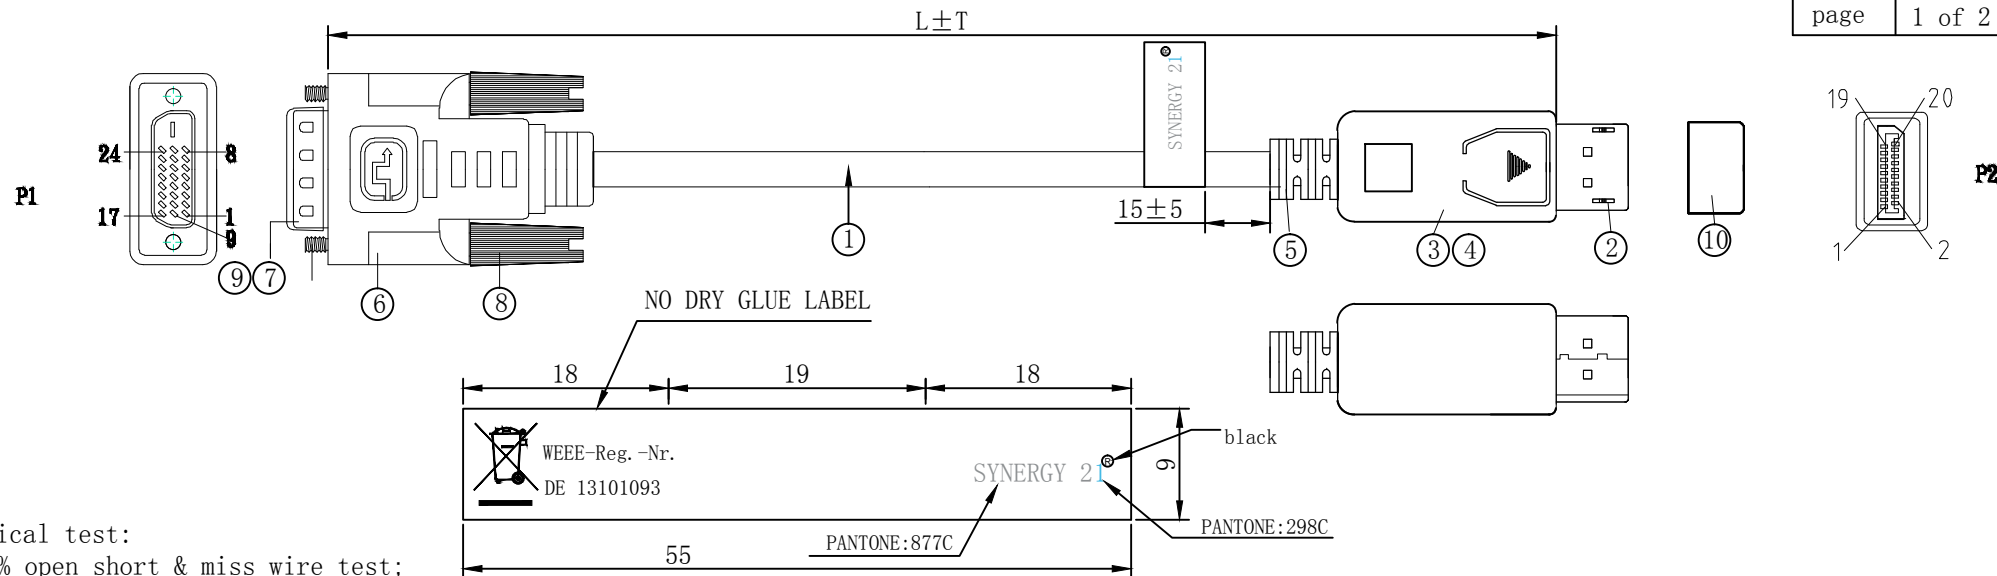 page 1 of 2
L±T
SYNERGY 21
19 20
24 8
P1
P2
17 1
9
15±5
1 2
1
5
3 4
2
10
9 7
6
8
NO DRY GLUE LABEL
18 19 18
WEEE-Reg.-Nr.
DE 13101093
SYNERGY 21
®
black
9
PANTONE:298C
PANTONE:877C
55
ical test:
% open short & miss wire test;